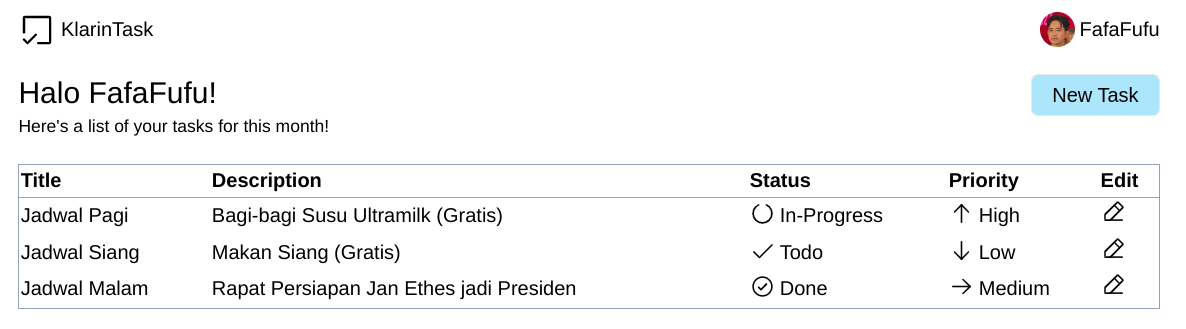 KlarinTask FafaFufu
Halo FafaFufu! New Task
Here's a list of your tasks for this month!
Title Description Status Priority Edit
Jadwal Pagi Bagi-bagi Susu Ultramilk (Gratis) In-Progress High
Jadwal Siang Makan Siang (Gratis) Todo Low
Jadwal Malam Rapat Persiapan Jan Ethes jadi Presiden Done Medium